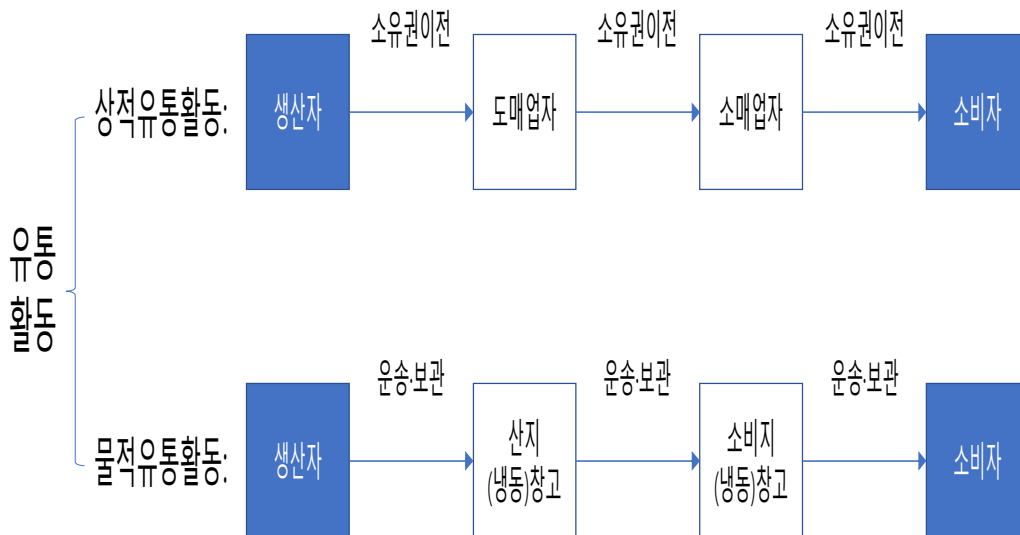 소유권이전 소유권이전 소유권이전
상적유통활동: 생산자 도매업자 소매업자 소비자
유통
활동
운송·보관 운송·보관 운송·보관
물적유통활동: 생산자 산지 소비지 소비자
(냉동)창고 (냉동)창고